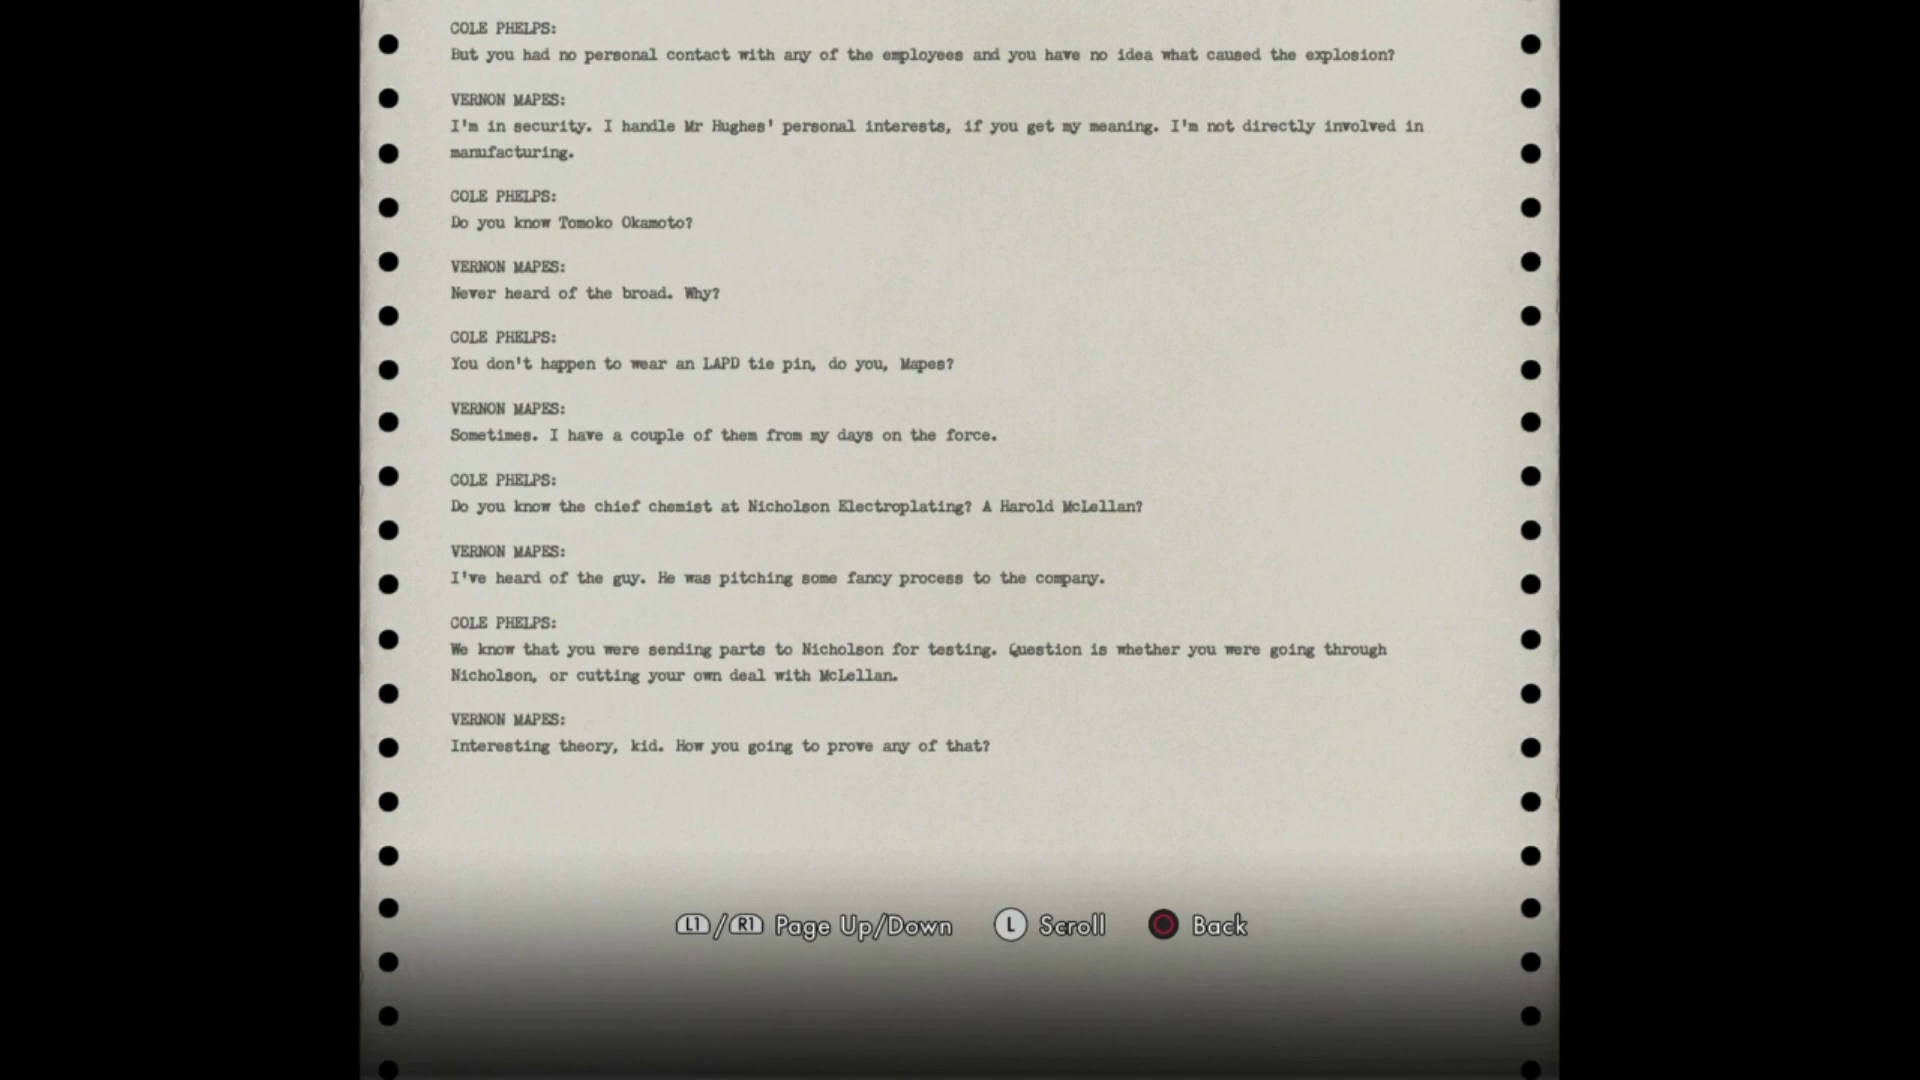 COLE PHELPS:
But you had no personal contact with any of the employees and you have no idea what caused the explosion?
VERNON MAPES:
I'm in security. I handle Mr Hughes' personal interests, if you get my meaning. I'm not directly involved in
manufacturing.
COLE PHELPS:
Do you know Tomoko Okamoto?
VERNON MAPES:
Never heard of the broad. Why?
COLE PHELPS:
You don't happen to wear an LAPD tie pin, do you, Mapes?
VERNON MAPES:
Sometimes. I have a couple of them from my days on the force.
COLE PHELPS:
Do you know the chief chemist at Nicholson Electroplating? A Harold McLellan?
VERNON MAPES:
I've heard of the guy. He was pitching some fancy process to the company.
COLE PHELPS:
We know that you were sending parts to Nicholson for testing. Question is whether you were going through
Nicholson, or cutting your own deal with McLellan.
VERNON MAPES:
Interesting theory, kid. How you going to prove any of that?
L1/R1 Page Up/Down L Scroll Back